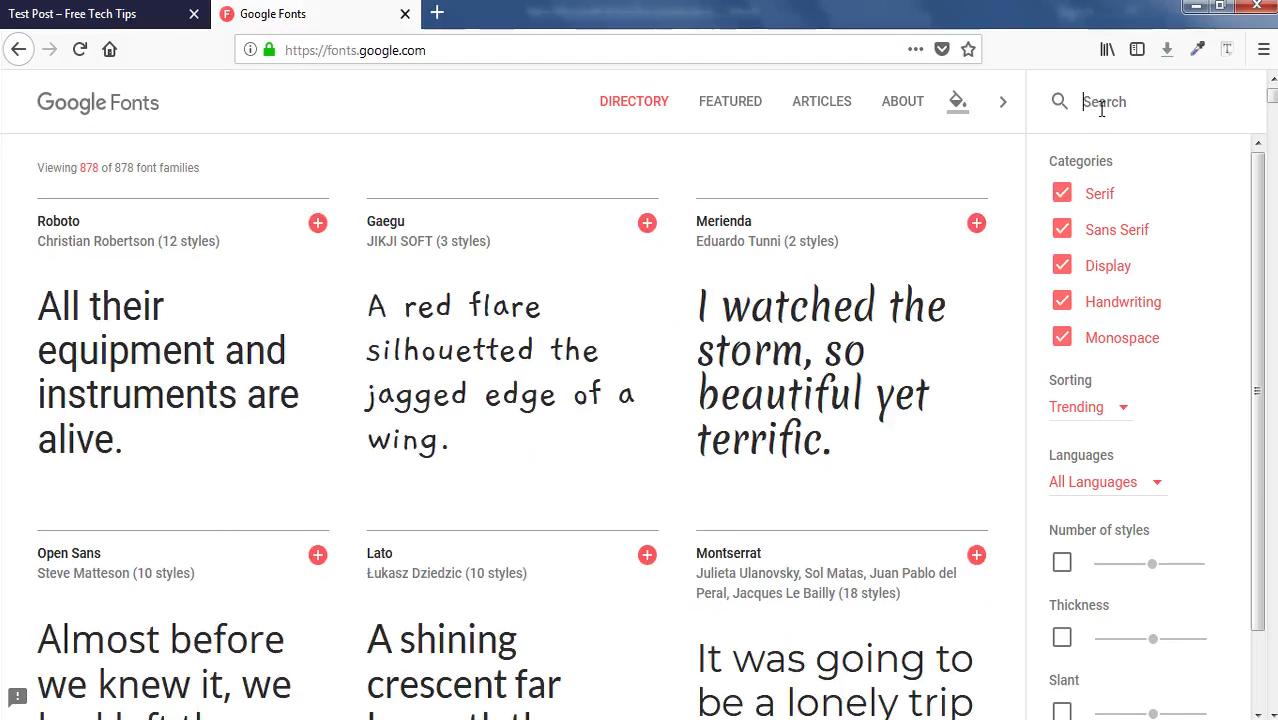 Test Post – Free Tech Tips
Google Fonts
https://fonts.google.com
Google Fonts
DIRECTORY
FEATURED
ARTICLES
ABOUT
Search
Viewing 878 of 878 font families
Roboto
Christian Robertson (12 styles)
All their
equipment and
instruments are
alive.
Gaegu
JIKJI SOFT (3 styles)
A red flare
silhouetted the
jagged edge of a
wing.
Merienda
Eduardo Tunni (2 styles)
I watched the
storm, so
beautiful yet
terrific.
Open Sans
Steve Matteson (10 styles)
Almost before
we knew it, we
Lato
Łukasz Dziedzic (10 styles)
A shining
crescent far
Montserrat
Julieta Ulanovsky, Sol Matas, Juan Pablo del
Peral, Jacques Le Bailly (18 styles)
It was going to
be a lonely trip
Categories
Serif
Sans Serif
Display
Handwriting
Monospace
Sorting
Trending
Languages
All Languages
Number of styles
Thickness
Slant